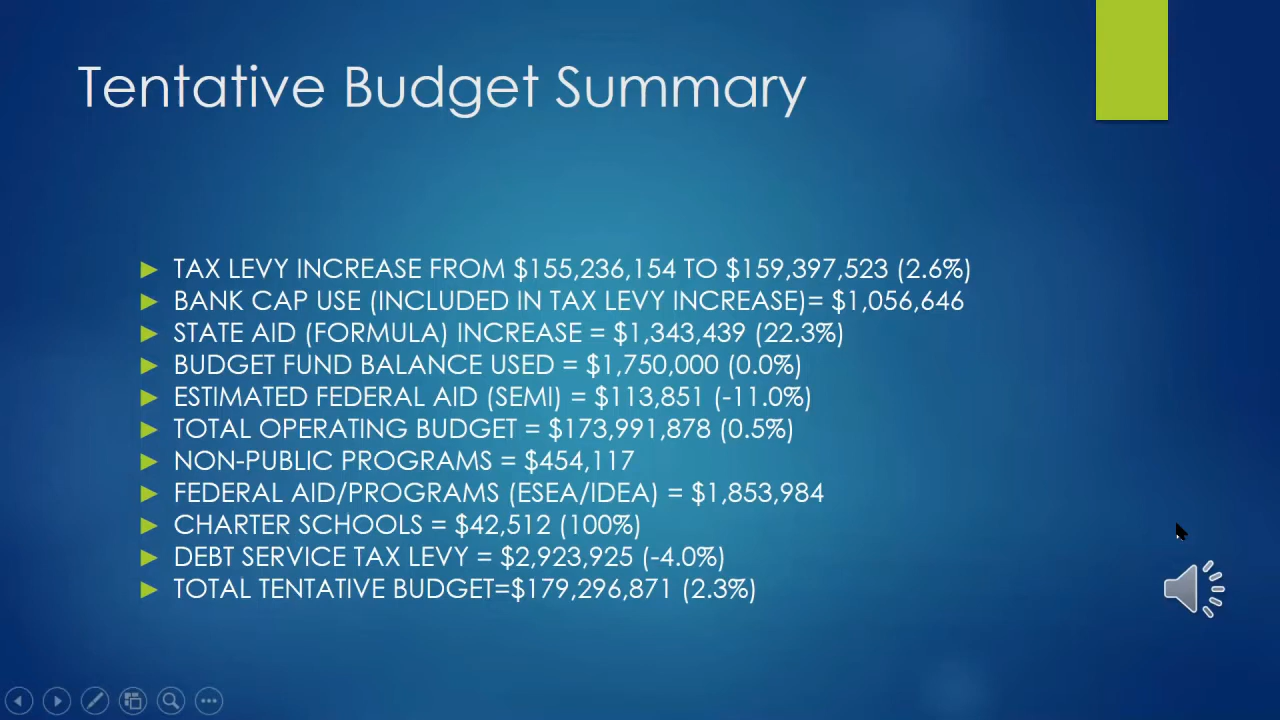 Tentative Budget Summary
TAX LEVY INCREASE FROM $155,236,154 TO $159,397,523 (2.6%)
BANK CAP USE (INCLUDED IN TAX LEVY INCREASE)= $1,056,646
STATE AID (FORMULA) INCREASE = $1,343,439 (22.3%)
BUDGET FUND BALANCE USED = $1,750,000 (0.0%)
ESTIMATED FEDERAL AID (SEMI) = $113,851 (-11.0%)
TOTAL OPERATING BUDGET = $173,991,878 (0.5%)
NON-PUBLIC PROGRAMS = $454,117
FEDERAL AID/PROGRAMS (ESEA/IDEA) = $1,853,984
CHARTER SCHOOLS = $42,512 (100%)
DEBT SERVICE TAX LEVY = $2,923,925 (-4.0%)
TOTAL TENTATIVE BUDGET=$179,296,871 (2.3%)